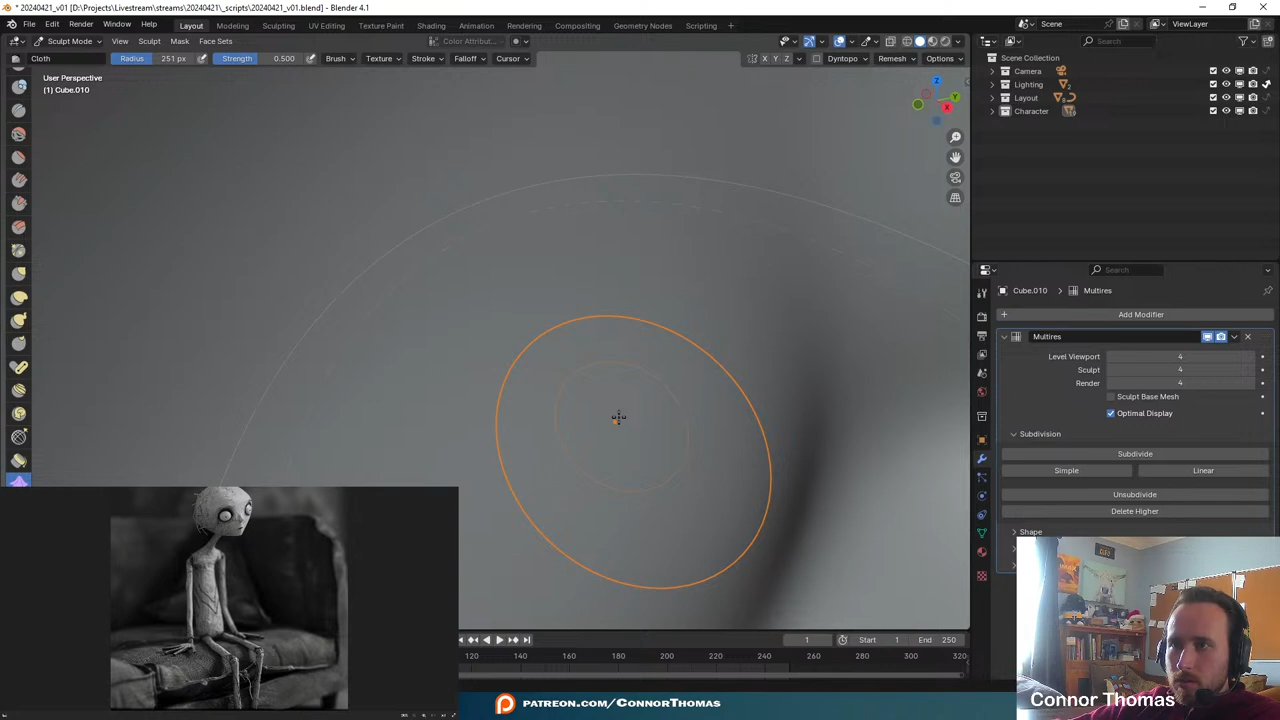 * 20240421_v01 [D:\Projects\Livestream\streams\20240421\_scripts\20240421_v01.blend] - Blender 4.1
File Edit Render Window Help Layout Modeling Sculpting UV Editing Texture Paint Shading Animation Rendering Compositing Geometry Nodes Scripting + Scene ViewLayer
Sculpt Mode View Sculpt Mask Face Sets Color Attribut... Search
Cloth Radius 251 px Strength 0.500 Brush Texture Stroke Falloff Cursor X Y Z Dyntopo Remesh Options
User Perspective
(1) Cube.010
Z
Y
X
Scene Collection
Camera
Lighting 2
Layout
Character
Search
Cube.010 > Multires
Add Modifier
Multires
Level Viewport 4
Sculpt 4
Render 4
Sculpt Base Mesh
Optimal Display
Subdivision
Subdivide
Simple Linear
Unsubdivide
Delete Higher
Shape
1 Start 1 End 250
120 140 160 180 200 220 240 260 280 300 320
PATREON.COM/CONNORTHOMAS
Connor Thomas